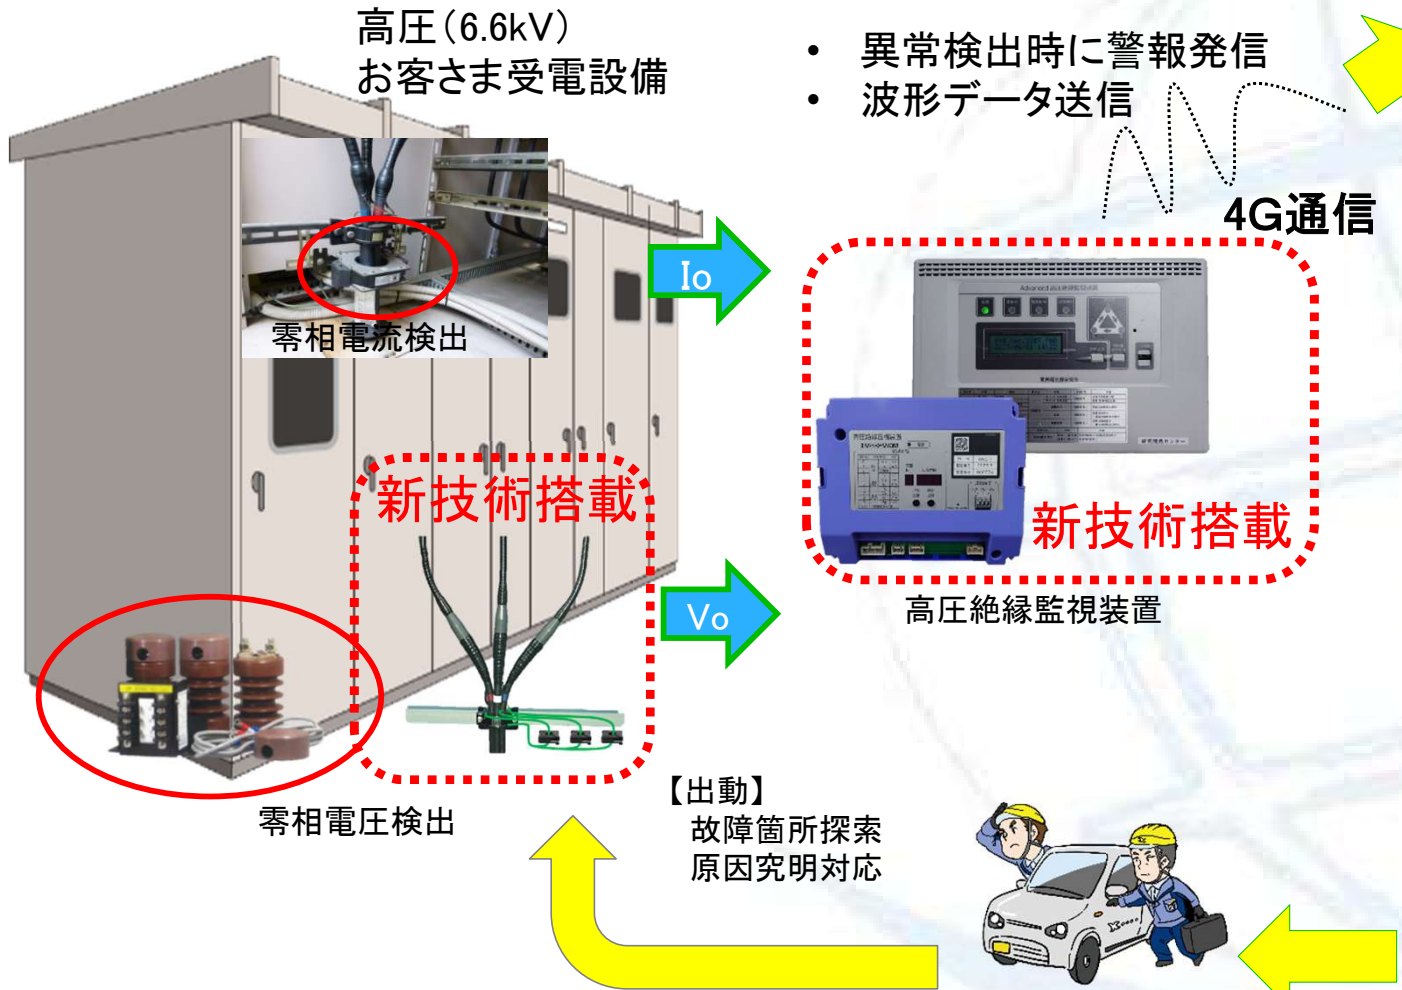 高圧（6.6kV）
お客さま受電設備
• 異常検出時に警報発信
• 波形データ送信
4G通信
Io
零相電流検出
新技術搭載
新技術搭載
Vo
高圧絶縁監視装置
零相電圧検出
【出動】
故障箇所探索
原因究明対応